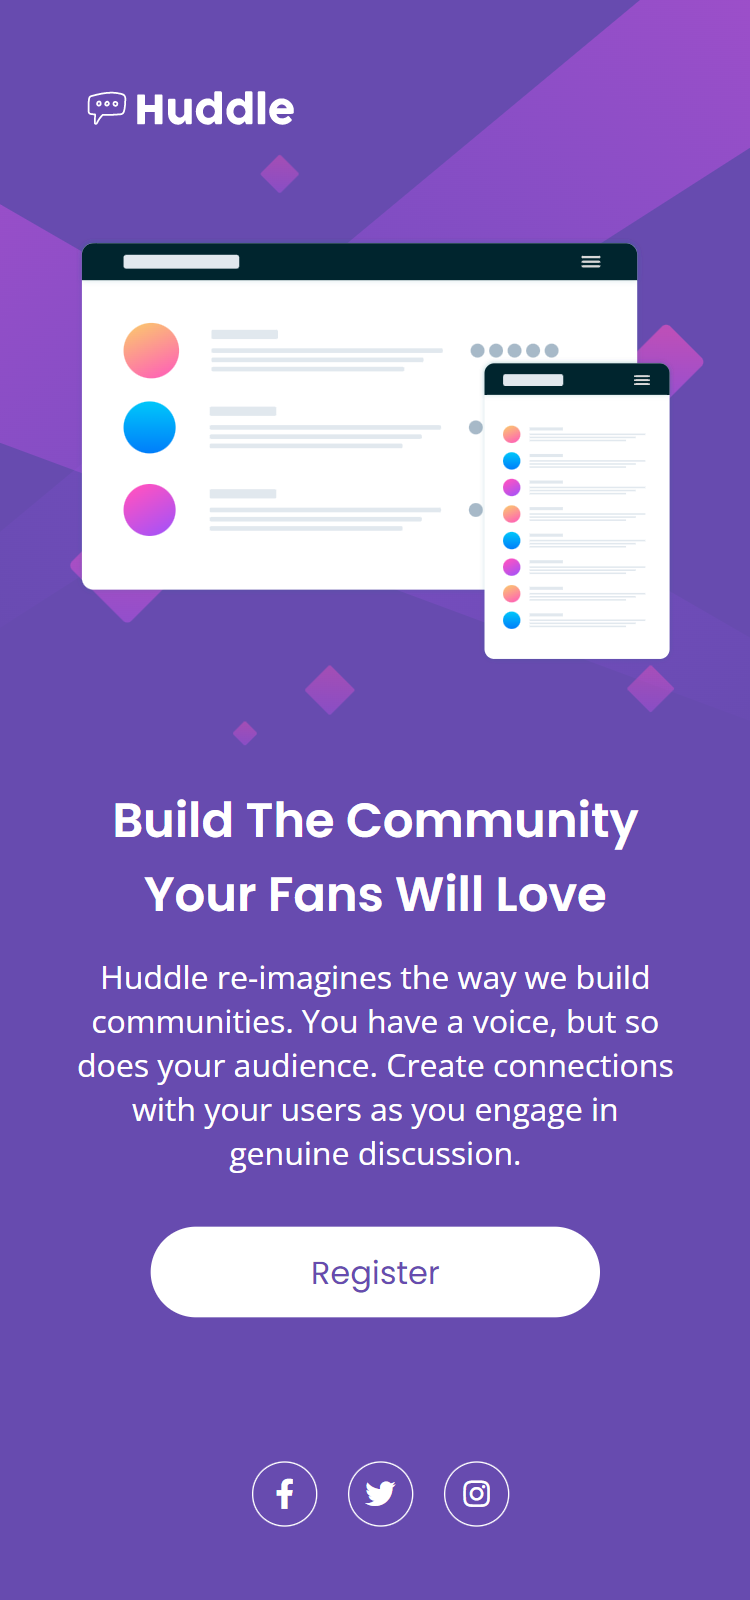 Huddle
Build The Community
Your Fans Will Love
Huddle re-imagines the way we build
communities. You have a voice, but so
does your audience. Create connections
with your users as you engage in
genuine discussion.
Register